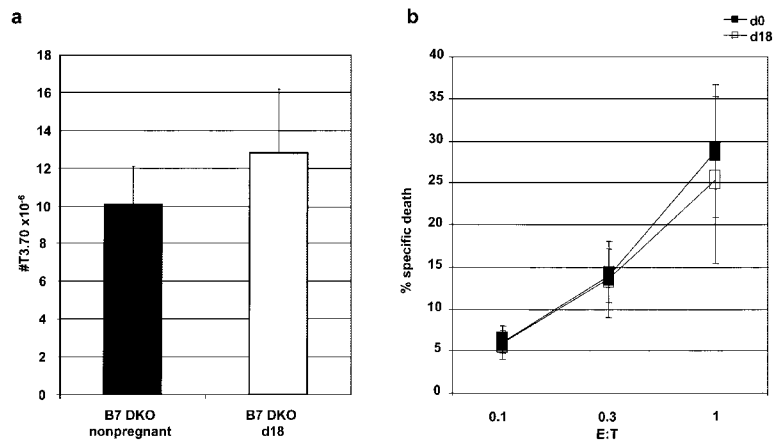 a
18
16
14
12
10
8
6
4
2
0
#T3.70 x10-6
B7 DKO
nonpregnant
B7 DKO
d18
b
d0
d18
40
35
30
25
20
15
10
5
0
% specific death
0.1
0.3
1
E:T